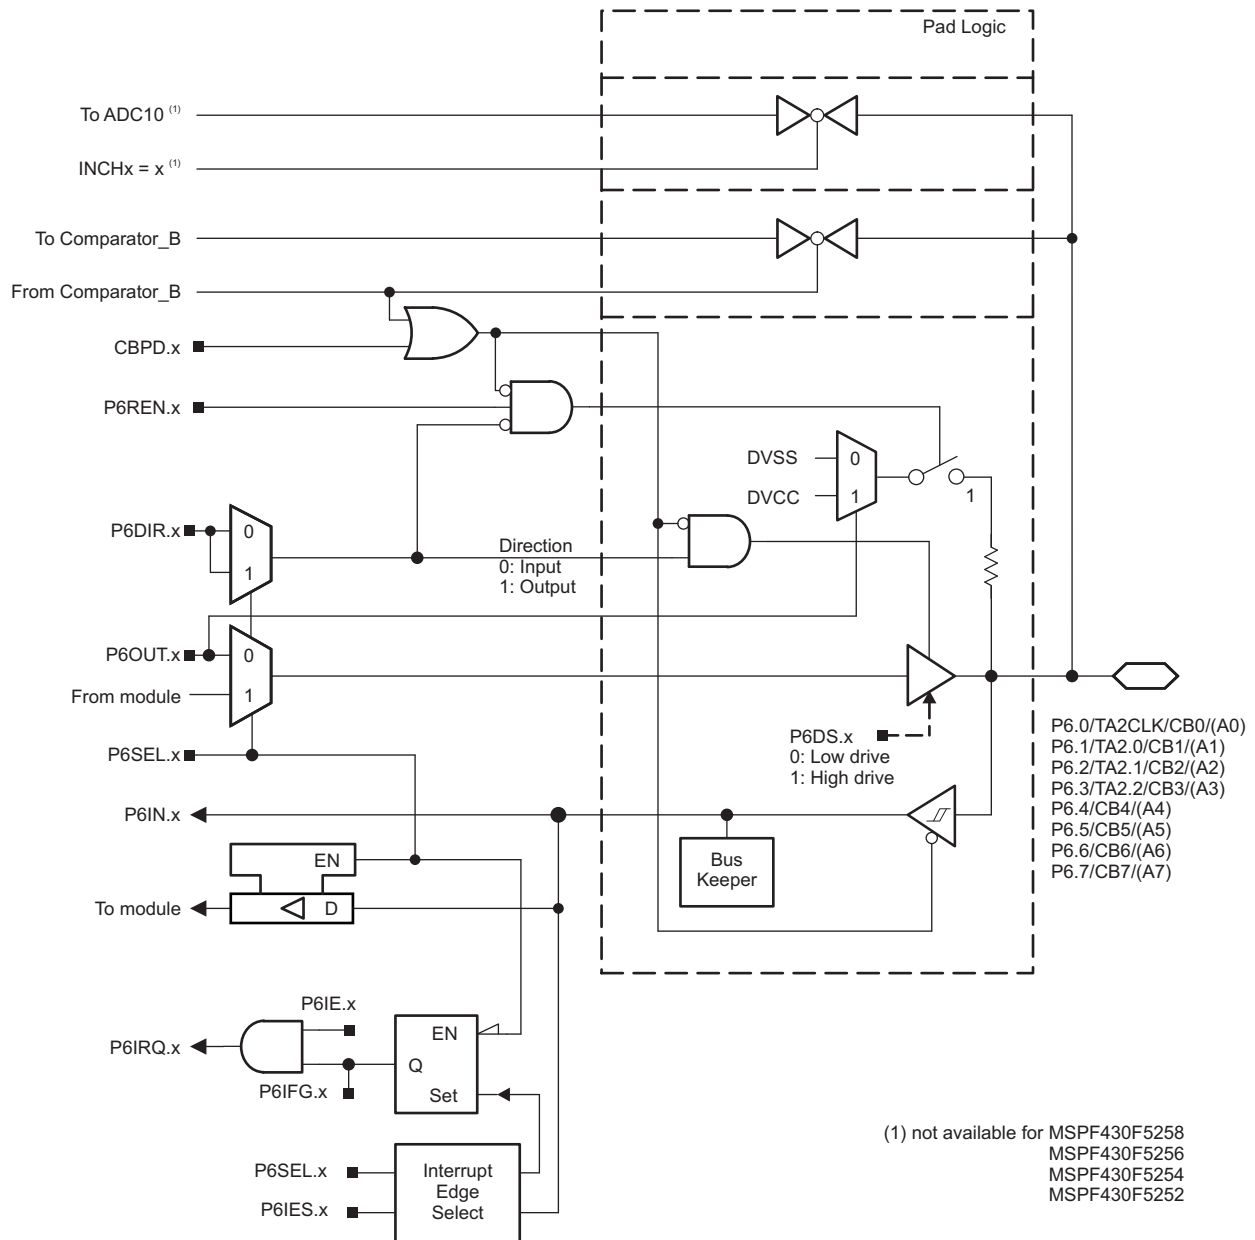 Pad Logic
To ADC10 (1)
INCHx = x (1)
To Comparator_B
From Comparator_B
CBPD.x
P6REN.x
DVSS
0
DVCC
1
1
P6DIR.x
0
1
Direction
0: Input
1: Output
P6OUT.x
0
From module
1
P6SEL.x
P6DS.x
0: Low drive
1: High drive
P6.0/TA2CLK/CB0/(A0)
P6.1/TA2.0/CB1/(A1)
P6.2/TA2.1/CB2/(A2)
P6.3/TA2.2/CB3/(A3)
P6.4/CB4/(A4)
P6.5/CB5/(A5)
P6.6/CB6/(A6)
P6.7/CB7/(A7)
P6IN.x
Bus
Keeper
EN
To module
D
P6IE.x
P6IRQ.x
EN
Q
P6IFG.x
Set
P6SEL.x
P6IES.x
Interrupt
Edge
Select
(1) not available for MSPF430F5258
MSPF430F5256
MSPF430F5254
MSPF430F5252